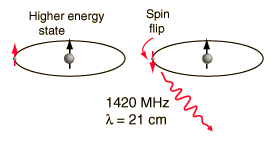 Higher energy
state
Spin
flip
1420 MHz
λ = 21 cm